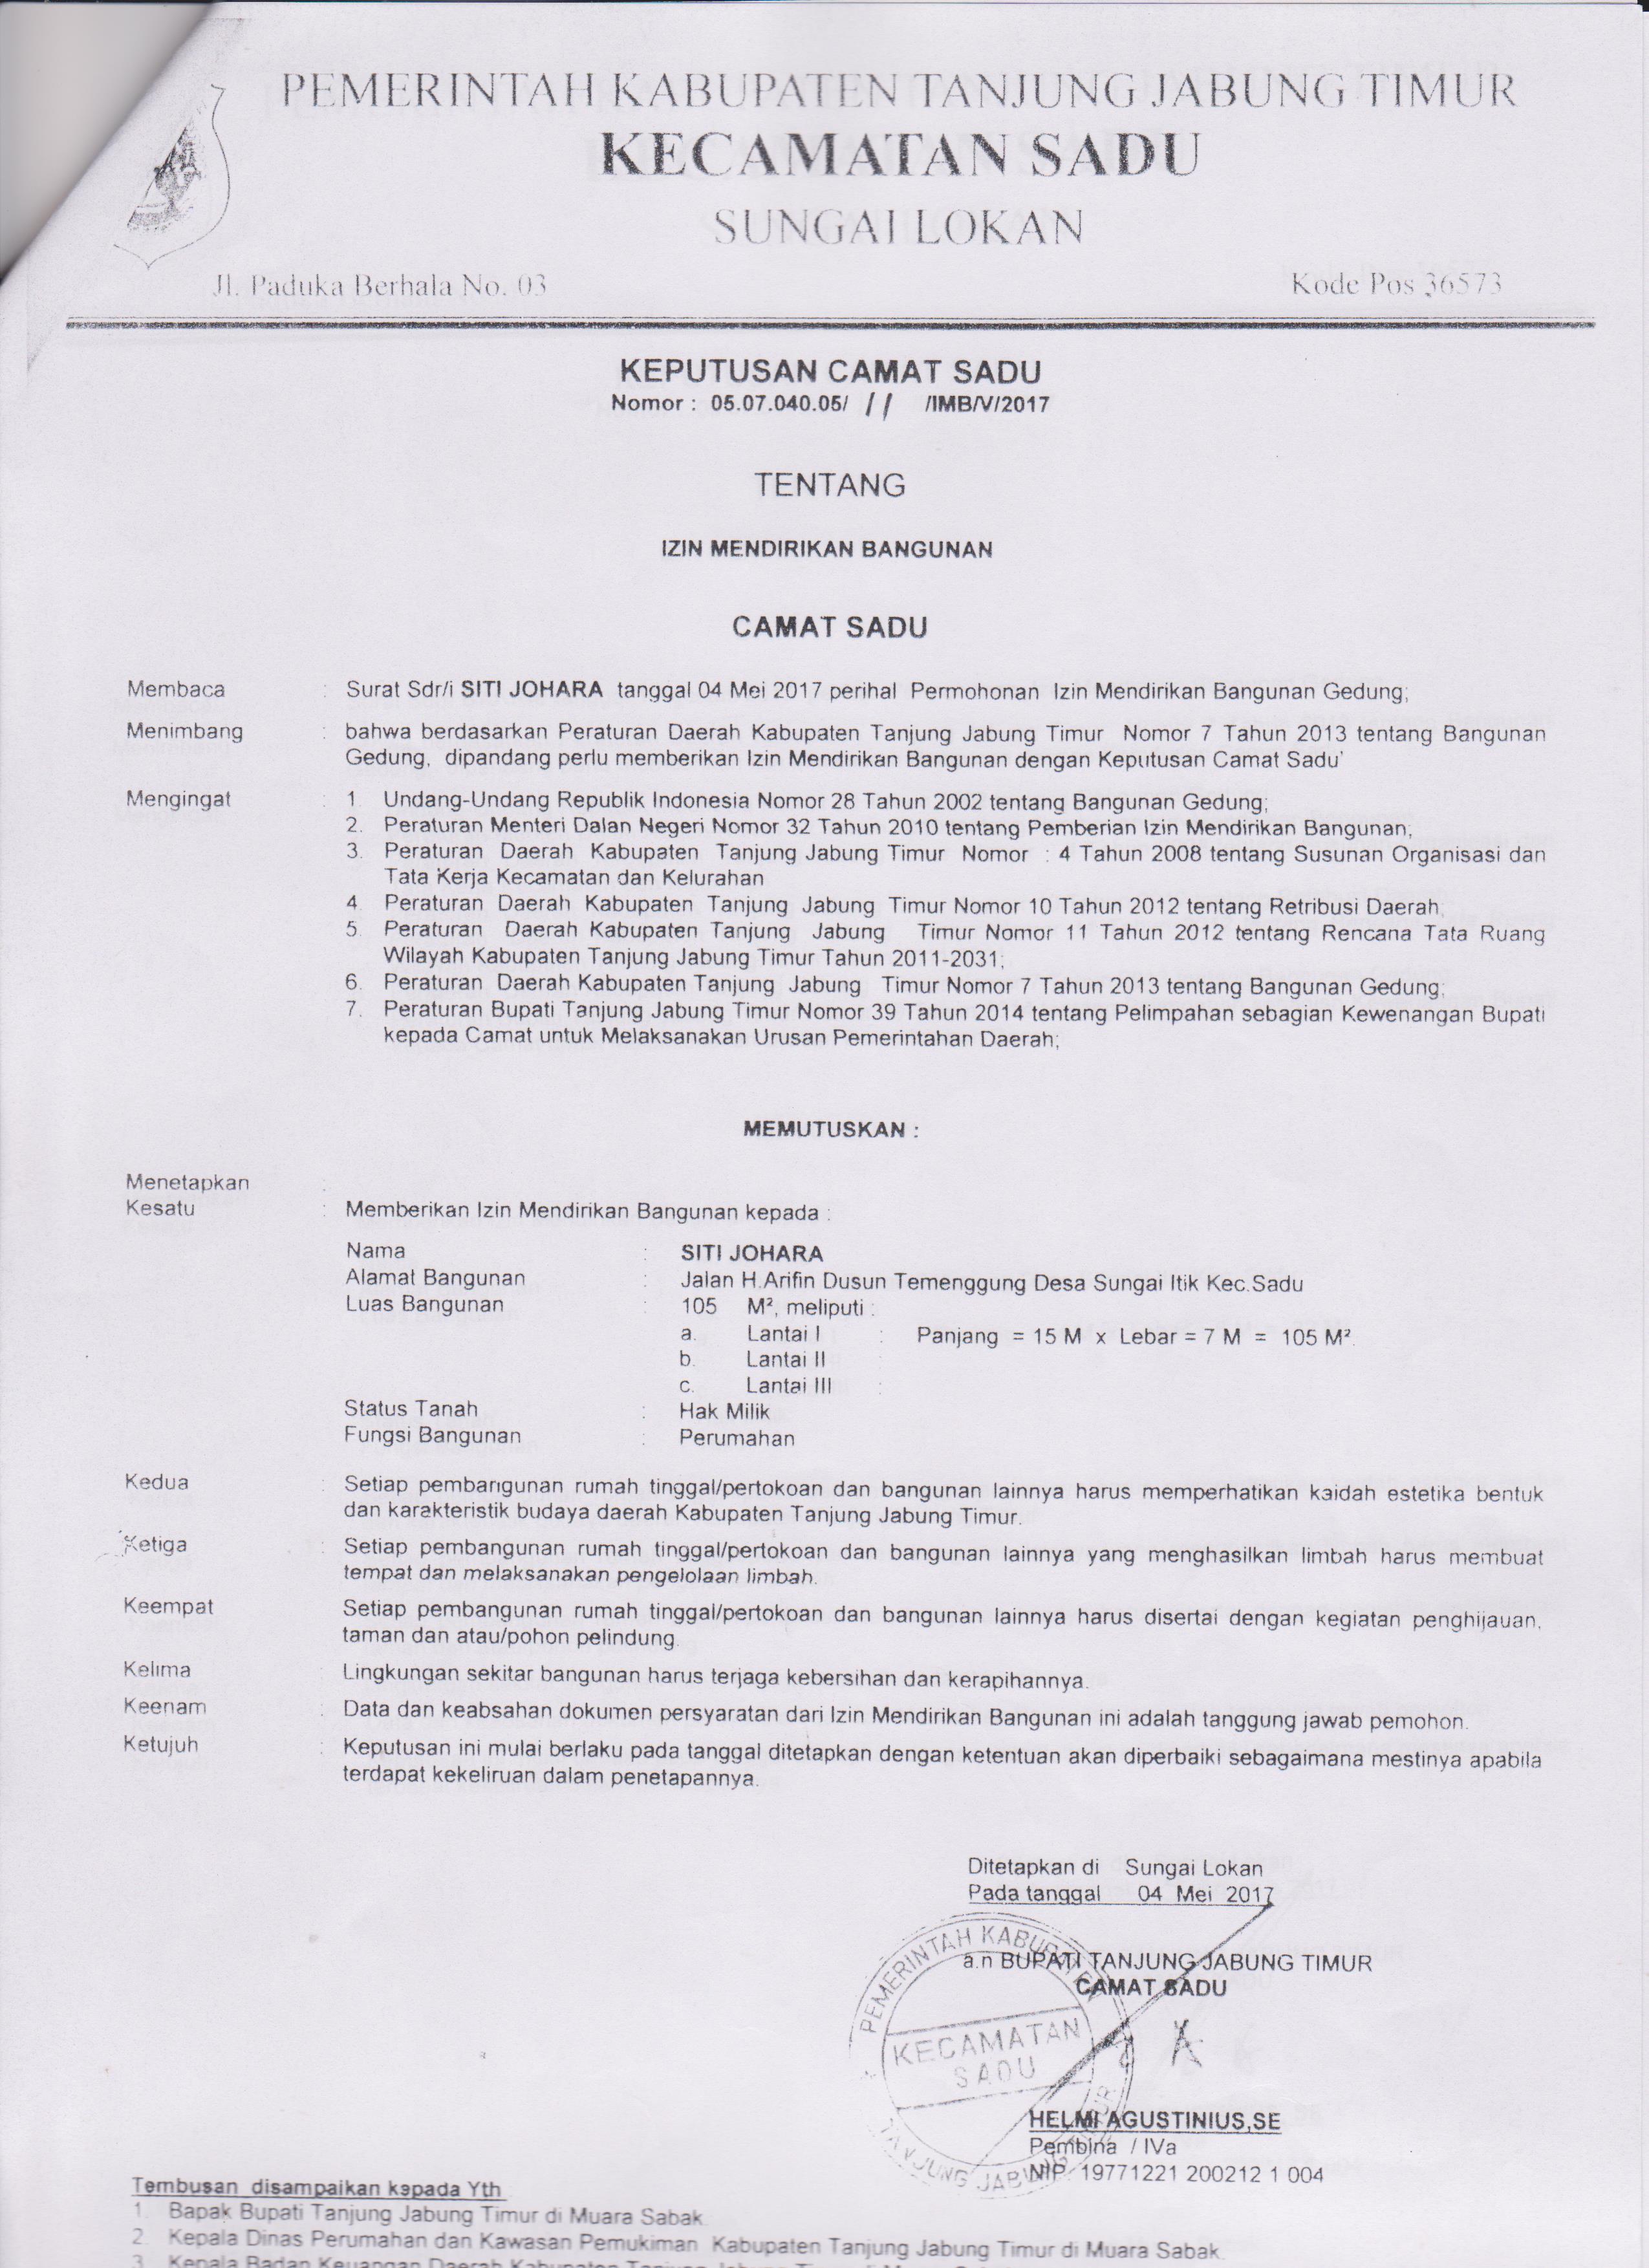 PEMERINTAH KABUPATEN TANJUNG JABUNG TIMUR
KECAMATAN SADU
SUNGAI LOKAN
Jl. Paduka Berhala No. 03 Kode Pos 36573
KEPUTUSAN CAMAT SADU
Nomor : 05.07.040.05/ 11 /IMB/V/2017
TENTANG
IZIN MENDIRIKAN BANGUNAN
CAMAT SADU
Membaca : Surat Sdr/i SITI JOHARA tanggal 04 Mei 2017 perihal Permohonan Izin Mendirikan Bangunan Gedung;
Menimbang : bahwa berdasarkan Peraturan Daerah Kabupaten Tanjung Jabung Timur Nomor 7 Tahun 2013 tentang Bangunan
Gedung, dipandang perlu memberikan Izin Mendirikan Bangunan dengan Keputusan Camat Sadu'
Mengingat : 1. Undang-Undang Republik Indonesia Nomor 28 Tahun 2002 tentang Bangunan Gedung;
2. Peraturan Menteri Dalan Negeri Nomor 32 Tahun 2010 tentang Pemberian Izin Mendirikan Bangunan;
3. Peraturan Daerah Kabupaten Tanjung Jabung Timur Nomor : 4 Tahun 2008 tentang Susunan Organisasi dan
Tata Kerja Kecamatan dan Kelurahan
4. Peraturan Daerah Kabupaten Tanjung Jabung Timur Nomor 10 Tahun 2012 tentang Retribusi Daerah;
5. Peraturan Daerah Kabupaten Tanjung Jabung Timur Nomor 11 Tahun 2012 tentang Rencana Tata Ruang
Wilayah Kabupaten Tanjung Jabung Timur Tahun 2011-2031;
6. Peraturan Daerah Kabupaten Tanjung Jabung Timur Nomor 7 Tahun 2013 tentang Bangunan Gedung;
7. Peraturan Bupati Tanjung Jabung Timur Nomor 39 Tahun 2014 tentang Pelimpahan sebagian Kewenangan Bupati
kepada Camat untuk Melaksanakan Urusan Pemerintahan Daerah;
MEMUTUSKAN :
Menetapkan :
Kesatu : Memberikan Izin Mendirikan Bangunan kepada :
Nama : SITI JOHARA
Alamat Bangunan : Jalan H.Arifin Dusun Temenggung Desa Sungai Itik Kec.Sadu
Luas Bangunan : 105 M², meliputi :
a. Lantai I : Panjang = 15 M x Lebar = 7 M = 105 M².
b. Lantai II :
c. Lantai III :
Status Tanah : Hak Milik
Fungsi Bangunan : Perumahan
Kedua : Setiap pembangunan rumah tinggal/pertokoan dan bangunan lainnya harus memperhatikan kaidah estetika bentuk
dan karakteristik budaya daerah Kabupaten Tanjung Jabung Timur.
Ketiga : Setiap pembangunan rumah tinggal/pertokoan dan bangunan lainnya yang menghasilkan limbah harus membuat
tempat dan melaksanakan pengelolaan limbah.
Keempat : Setiap pembangunan rumah tinggal/pertokoan dan bangunan lainnya harus disertai dengan kegiatan penghijauan,
taman dan atau/pohon pelindung.
Kelima : Lingkungan sekitar bangunan harus terjaga kebersihan dan kerapihannya.
Keenam : Data dan keabsahan dokumen persyaratan dari Izin Mendirikan Bangunan ini adalah tanggung jawab pemohon.
Ketujuh : Keputusan ini mulai berlaku pada tanggal ditetapkan dengan ketentuan akan diperbaiki sebagaimana mestinya apabila
terdapat kekeliruan dalam penetapannya.
Ditetapkan di Sungai Lokan
Pada tanggal 04 Mei 2017
a.n BUPATI TANJUNG JABUNG TIMUR
CAMAT SADU
PEMERINTAH KABUPATEN
KECAMATAN
SADU
TANJUNG JABUNG TIMUR
HELMI AGUSTINIUS,SE
Pembina / IVa
NIP. 19771221 200212 1 004
Tembusan disampaikan kepada Yth
1. Bapak Bupati Tanjung Jabung Timur di Muara Sabak.
2. Kepala Dinas Perumahan dan Kawasan Pemukiman Kabupaten Tanjung Jabung Timur di Muara Sabak.
3. Kepala Badan Keuangan Daerah Kabupaten Tanjung Jabung